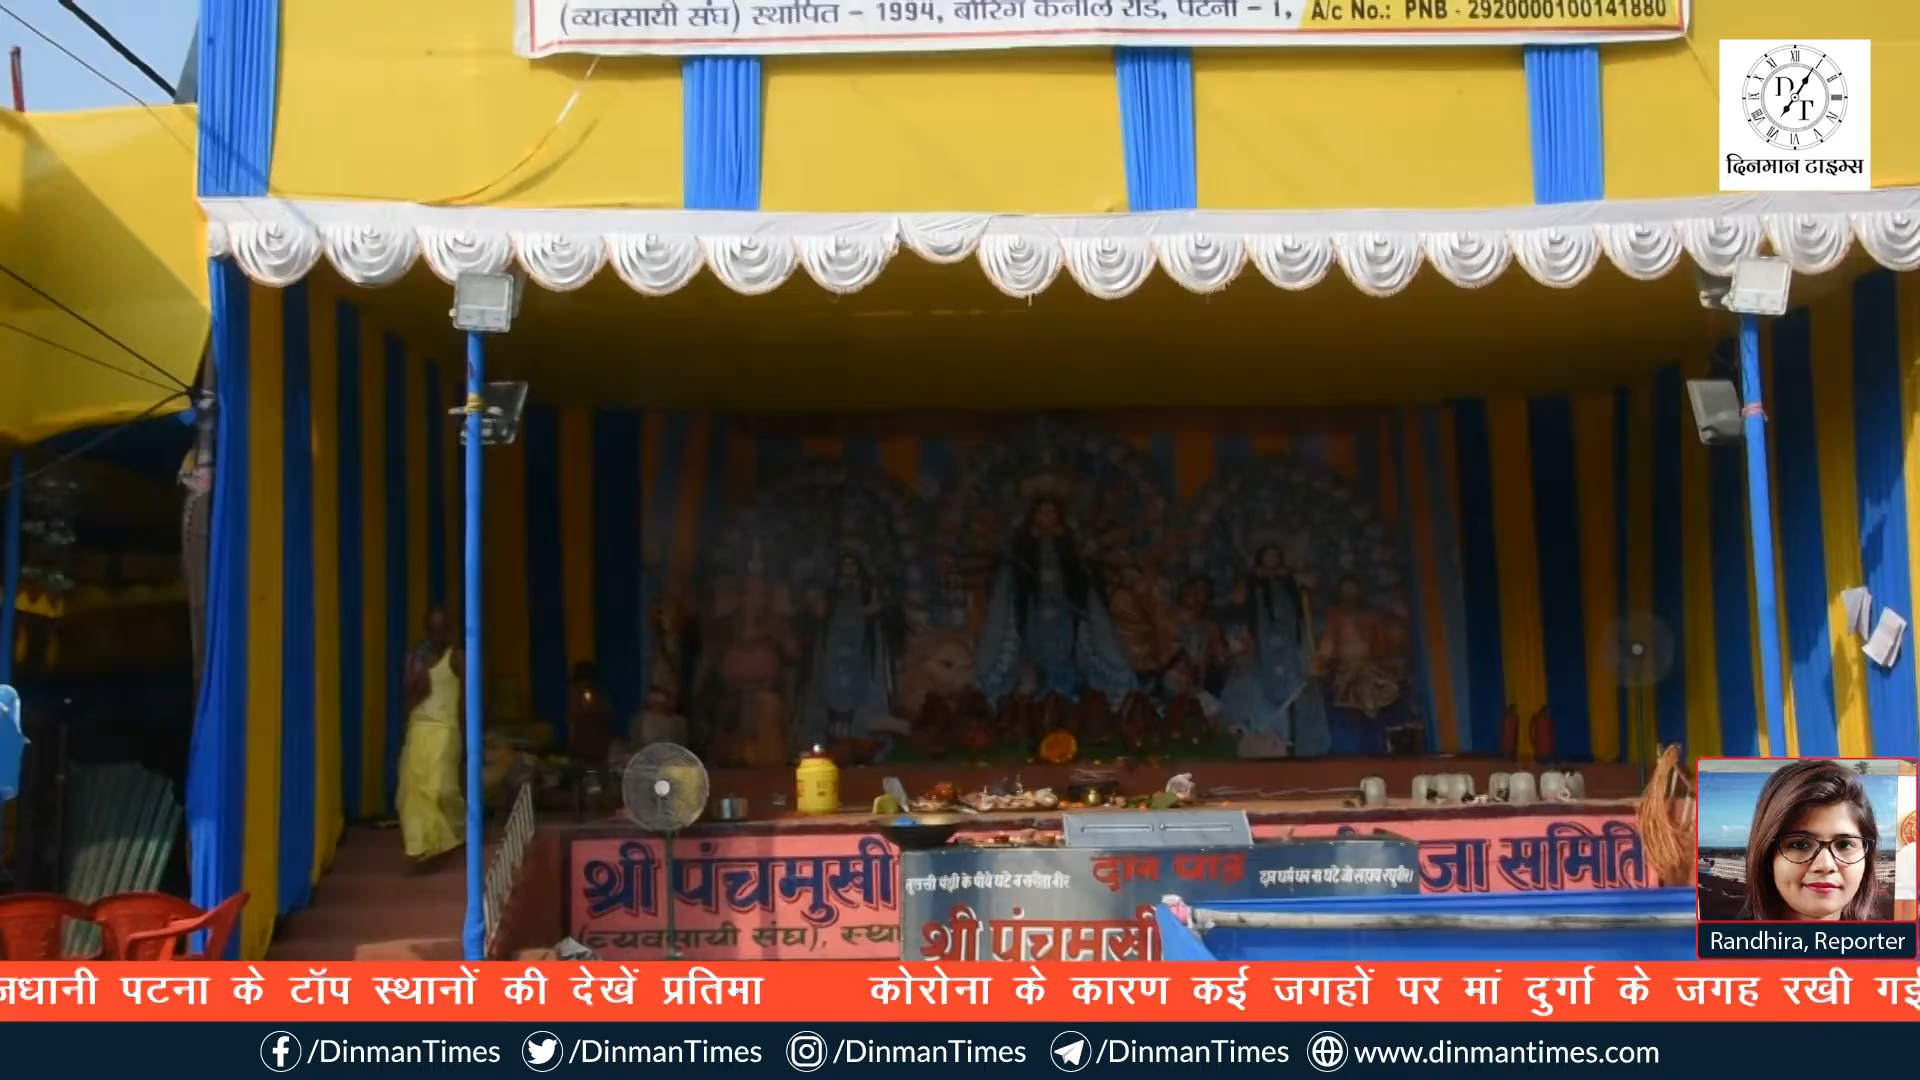 (व्यवसायी संघ) स्थापित - 1994, बोरिंग कैनाल रोड, पटना - 1, A/c No.: PNB - 2920000100141880
D T
दिनमान टाइम्स
श्री पंचमुखी
जा समिति
(व्यवसायी संघ), स्था
दान पात्र
श्री पंचमुखी
Randhira, Reporter
जधानी पटना के टॉप स्थानों की देखें प्रतिमा कोरोना के कारण कई जगहों पर मां दुर्गा के जगह रखी गई
/DinmanTimes /DinmanTimes /DinmanTimes /DinmanTimes www.dinmantimes.com